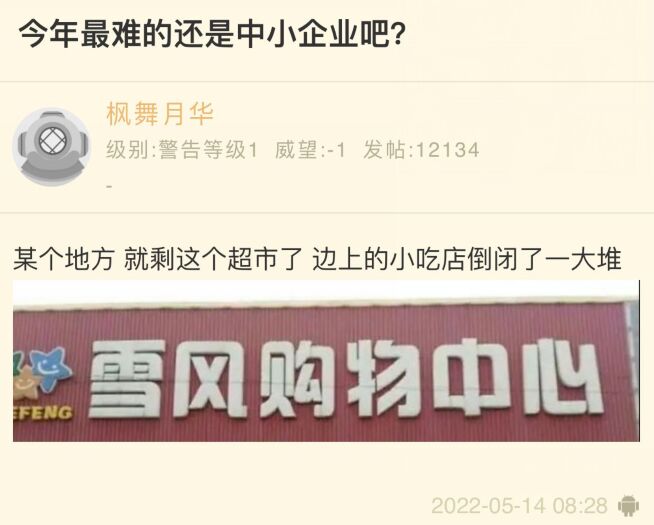 今年最难的还是中小企业吧?
枫舞月华
级别:警告等级1 威望:-1 发帖:12134
-
某个地方 就剩这个超市了 边上的小吃店倒闭了一大堆
雪风购物中心
EFENG
2022-05-14 08:28